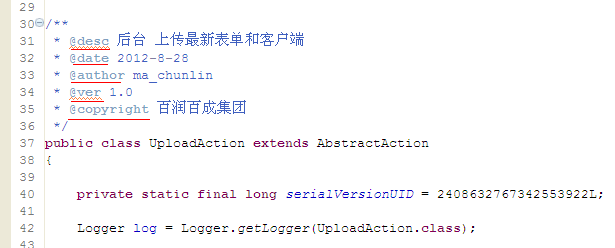 29
30 /**
31  * @desc 后台 上传最新表单和客户端
32  * @date 2012-8-28
33  * @author ma_chunlin
34  * @ver 1.0
35  * @copyright 百润百成集团
36  */
37 public class UploadAction extends AbstractAction
38 {
39
40     private static final long serialVersionUID = 2408632767342553922L;
41
42     Logger log = Logger.getLogger(UploadAction.class);
43